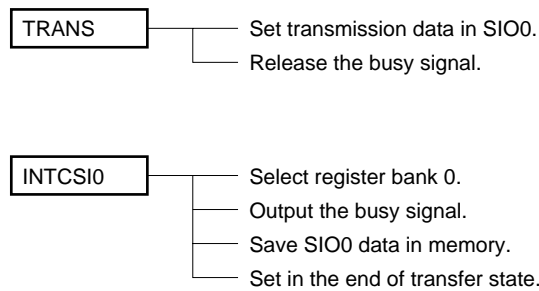 TRANS
Set transmission data in SIO0.
Release the busy signal.
INTCSI0
Select register bank 0.
Output the busy signal.
Save SIO0 data in memory.
Set in the end of transfer state.